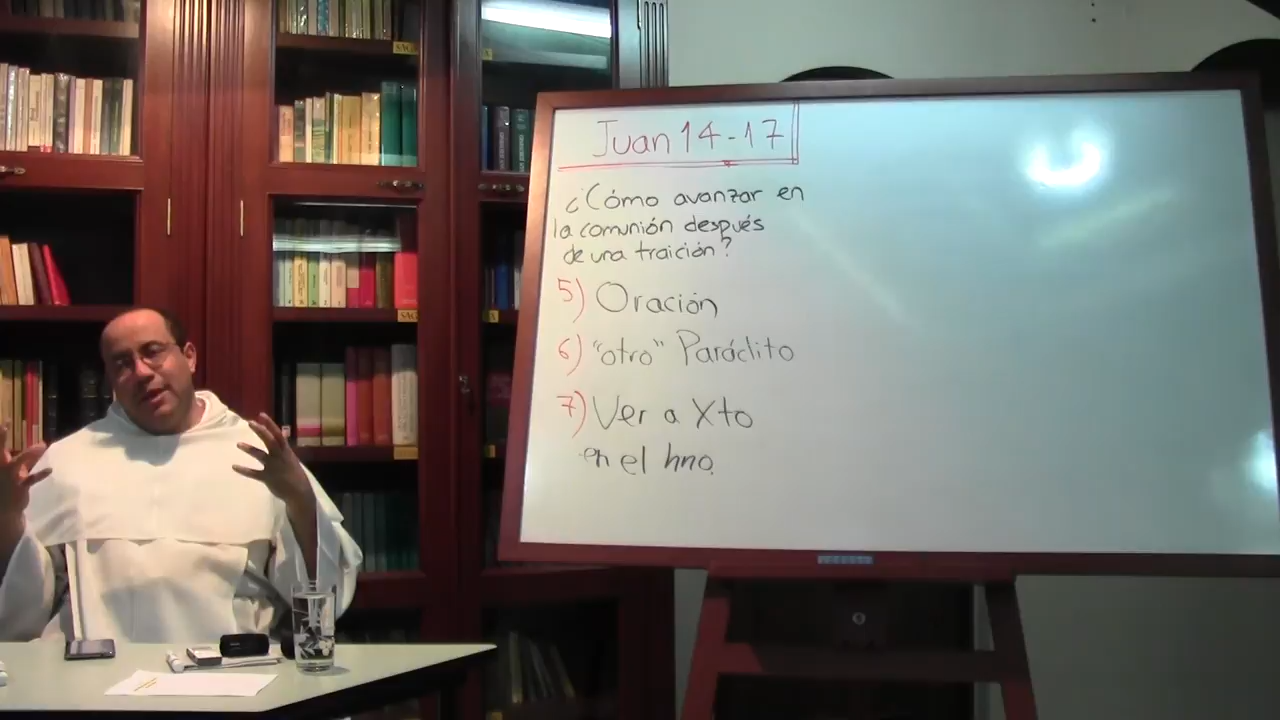 Juan 14-17
¿Cómo avanzar en
la comunión después
de una traición?
5) Oración
6) "otro" Paráclito
7) Ver a Xto
en el hno.